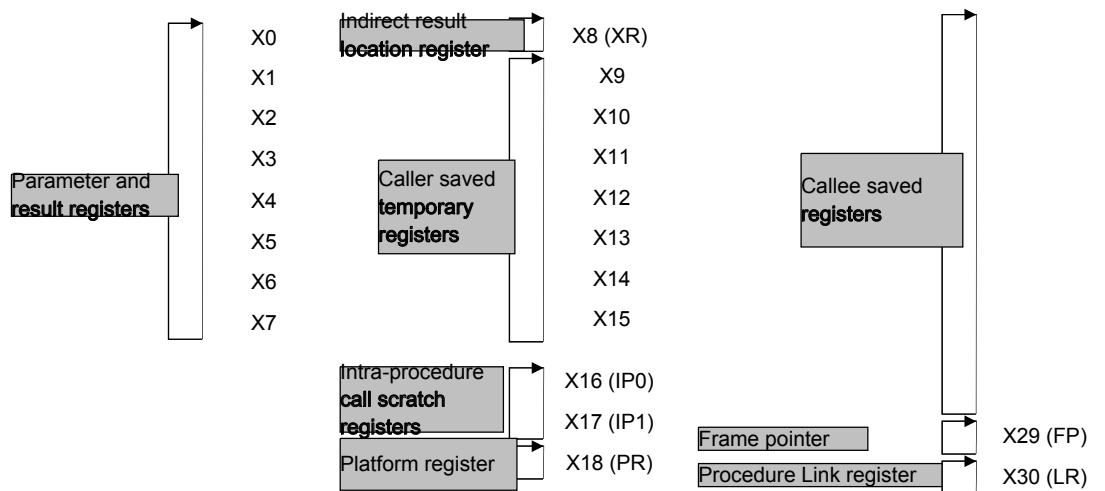 Parameter and
result registers
X0
X1
X2
X3
X4
X5
X6
X7
Indirect result
location register
X8 (XR)
Caller saved
temporary
registers
X9
X10
X11
X12
X13
X14
X15
Intra-procedure
call scratch
registers
X16 (IP0)
X17 (IP1)
Platform register
X18 (PR)
Callee saved
registers
Frame pointer
X29 (FP)
Procedure Link register
X30 (LR)